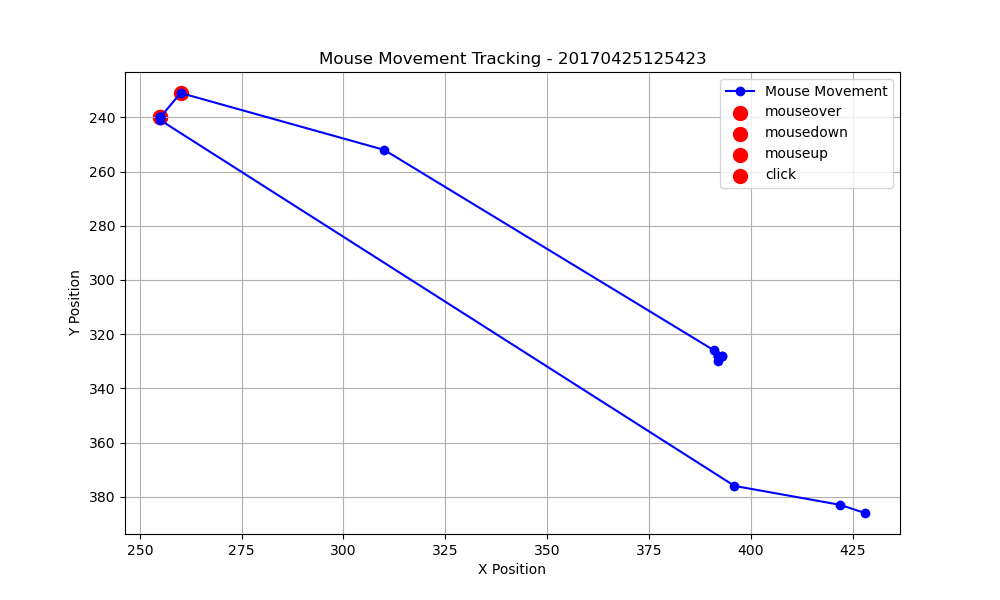 Mouse Movement Tracking - 20170425125423
Mouse Movement
mouseover
mousedown
mouseup
click
Y Position
240
260
280
300
320
340
360
380
250 275 300 325 350 375 400 425
X Position